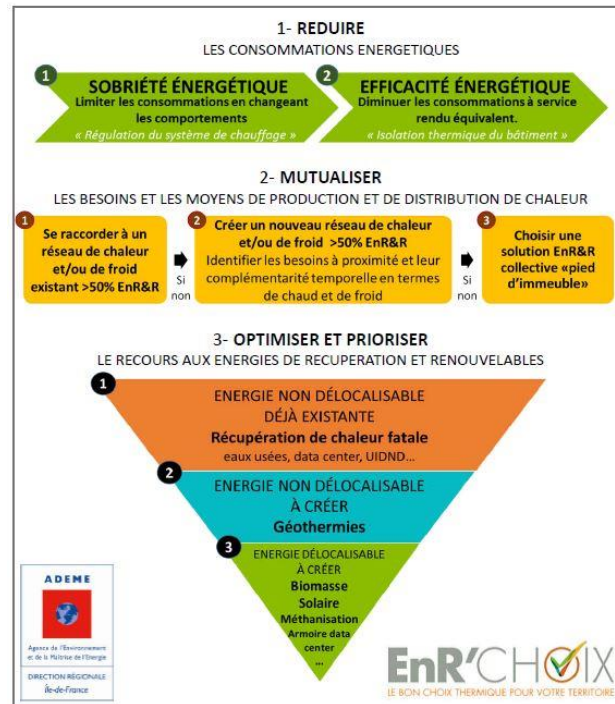 1- REDUIRE
LES CONSOMMATIONS ENERGETIQUES
1
SOBRIÉTÉ ÉNERGÉTIQUE
Limiter les consommations en changeant
les comportements
« Régulation du système de chauffage »
2
EFFICACITÉ ÉNERGÉTIQUE
Diminuer les consommations à service
rendu équivalent.
« Isolation thermique du bâtiment »
2- MUTUALISER
LES BESOINS ET LES MOYENS DE PRODUCTION ET DE DISTRIBUTION DE CHALEUR
1
Se raccorder à un
réseau de chaleur
et/ou de froid
existant >50% EnR&R
Si
non
2
Créer un nouveau réseau de chaleur
et/ou de froid >50% EnR&R
Identifier les besoins à proximité et leur
complémentarité temporelle en termes
de chaud et de froid
Si
non
3
Choisir une
solution EnR&R
collective «pied
d'immeuble»
3- OPTIMISER ET PRIORISER
LE RECOURS AUX ENERGIES DE RECUPERATION ET RENOUVELABLES
1
ENERGIE NON DÉLOCALISABLE
DÉJÀ EXISTANTE
Récupération de chaleur fatale
eaux usées, data center, UIDND...
2
ENERGIE NON DÉLOCALISABLE
À CRÉER
Géothermies
3
ENERGIE DÉLOCALISABLE
À CRÉER
Biomasse
Solaire
Méthanisation
Armoire data
center
...
ADEME
Agence de l'Environnement
et de la Maîtrise de l'Energie
DIRECTION RÉGIONALE
Île-de-France
EnR'CHOIX
LE BON CHOIX THERMIQUE POUR VOTRE TERRITOIRE